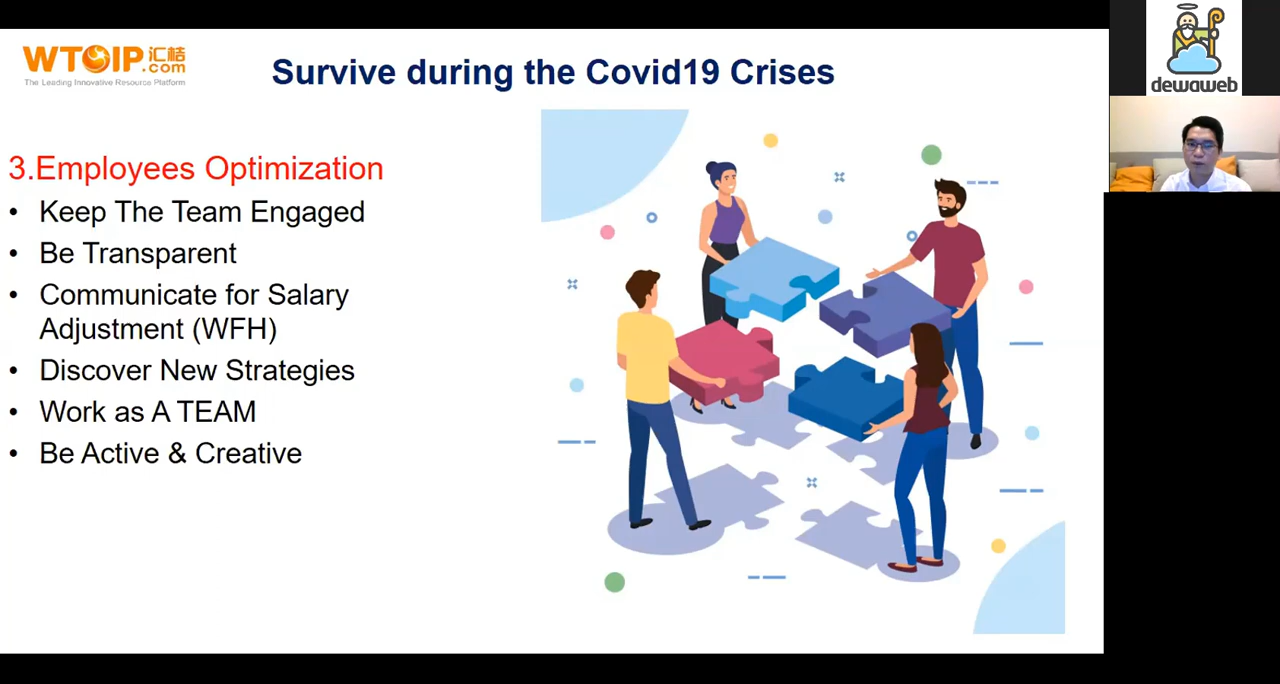 WTOIP汇桔
.com
The Leading Innovative Resource Platform
Survive during the Covid19 Crises
3.Employees Optimization
• Keep The Team Engaged
• Be Transparent
• Communicate for Salary
Adjustment (WFH)
• Discover New Strategies
• Work as A TEAM
• Be Active & Creative
dewaweb